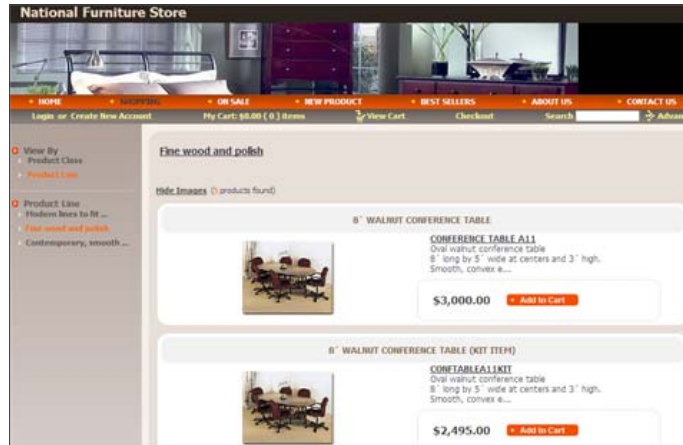 National Furniture Store
HOME SHOPPING ON SALE NEW PRODUCT BEST SELLERS ABOUT US CONTACT US
Login or Create New Account My Cart: $0.00 ( 0 ) items View Cart Checkout Search
View By
Product Class
Product Line
Product Line
Modern lines to fit ...
Fine wood and polish
Contemporary, smooth ...
Fine wood and polish
Hide Images products found)
8´ WALNUT CONFERENCE TABLE
CONFERENCE TABLE A11
Oval walnut conference table
8´ long by 5´ wide at centers and 3´ high.
Smooth, convex e...
$3,000.00 Add to Cart
8´ WALNUT CONFERENCE TABLE (KIT ITEM)
CONFTABLEA11KIT
Oval walnut conference table
8´ long by 5´ wide at centers and 3´ high.
Smooth, convex e...
$2,495.00 Add to Cart